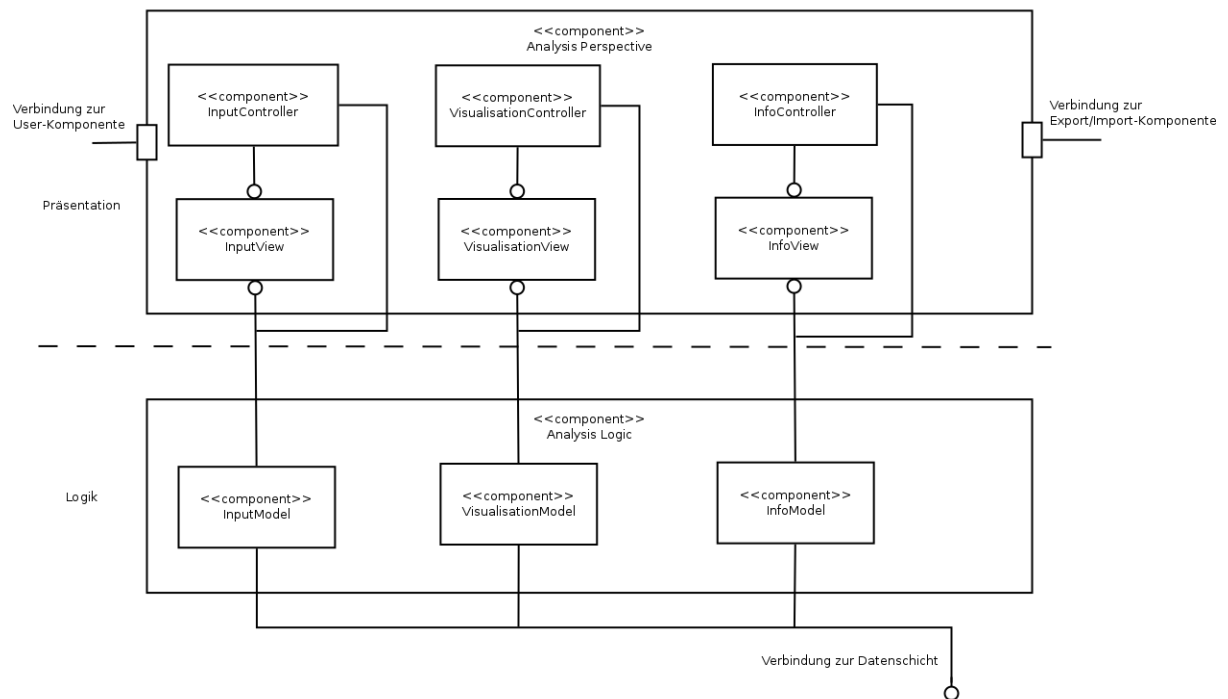 <<component>>
Analysis Perspective
<<component>>
InputController
<<component>>
VisualisationController
<<component>>
InfoController
Verbindung zur
User-Komponente
Verbindung zur
Export/Import-Komponente
Präsentation
<<component>>
InputView
<<component>>
VisualisationView
<<component>>
InfoView
<<component>>
Analysis Logic
Logik
<<component>>
InputModel
<<component>>
VisualisationModel
<<component>>
InfoModel
Verbindung zur Datenschicht